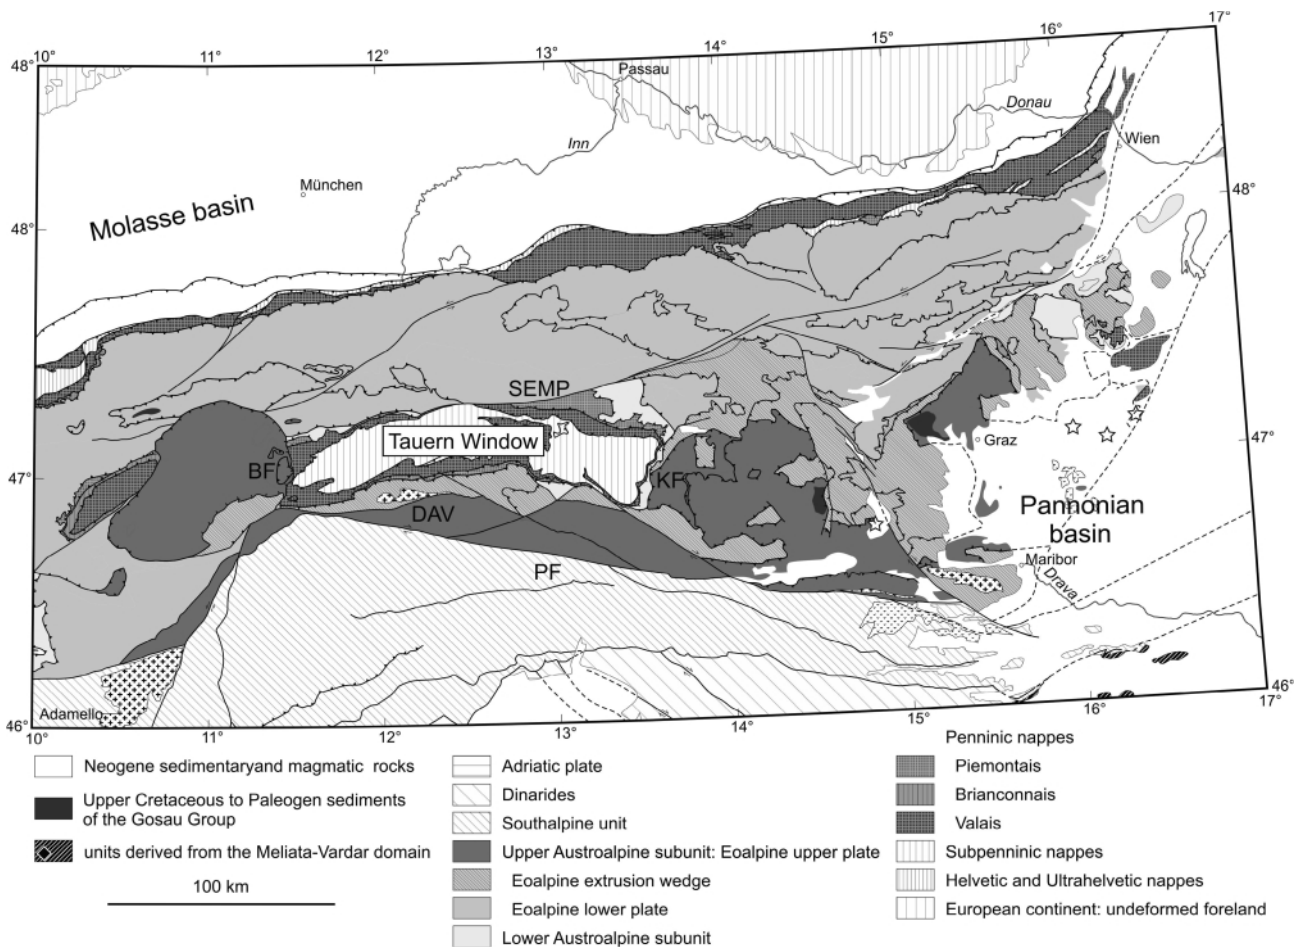 10°
11°
12°
13°
14°
15°
16°
17°
48°
Passau
Donau
Inn
Wien
München
48°
Molasse basin
48°
SEMP
Tauern Window
BF
KF
Graz
47°
47°
DAV
Pannonian
basin
PF
Maribor
Drava
46°
Adamello
46°
17°
10°
11°
12°
13°
14°
15°
16°
Neogene sedimentaryand magmatic rocks
Upper Cretaceous to Paleogen sediments
of the Gosau Group
units derived from the Meliata-Vardar domain
100 km
Adriatic plate
Dinarides
Southalpine unit
Upper Austroalpine subunit: Eoalpine upper plate
Eoalpine extrusion wedge
Eoalpine lower plate
Lower Austroalpine subunit
Penninic nappes
Piemontais
Brianconnais
Valais
Subpenninic nappes
Helvetic and Ultrahelvetic nappes
European continent: undeformed foreland